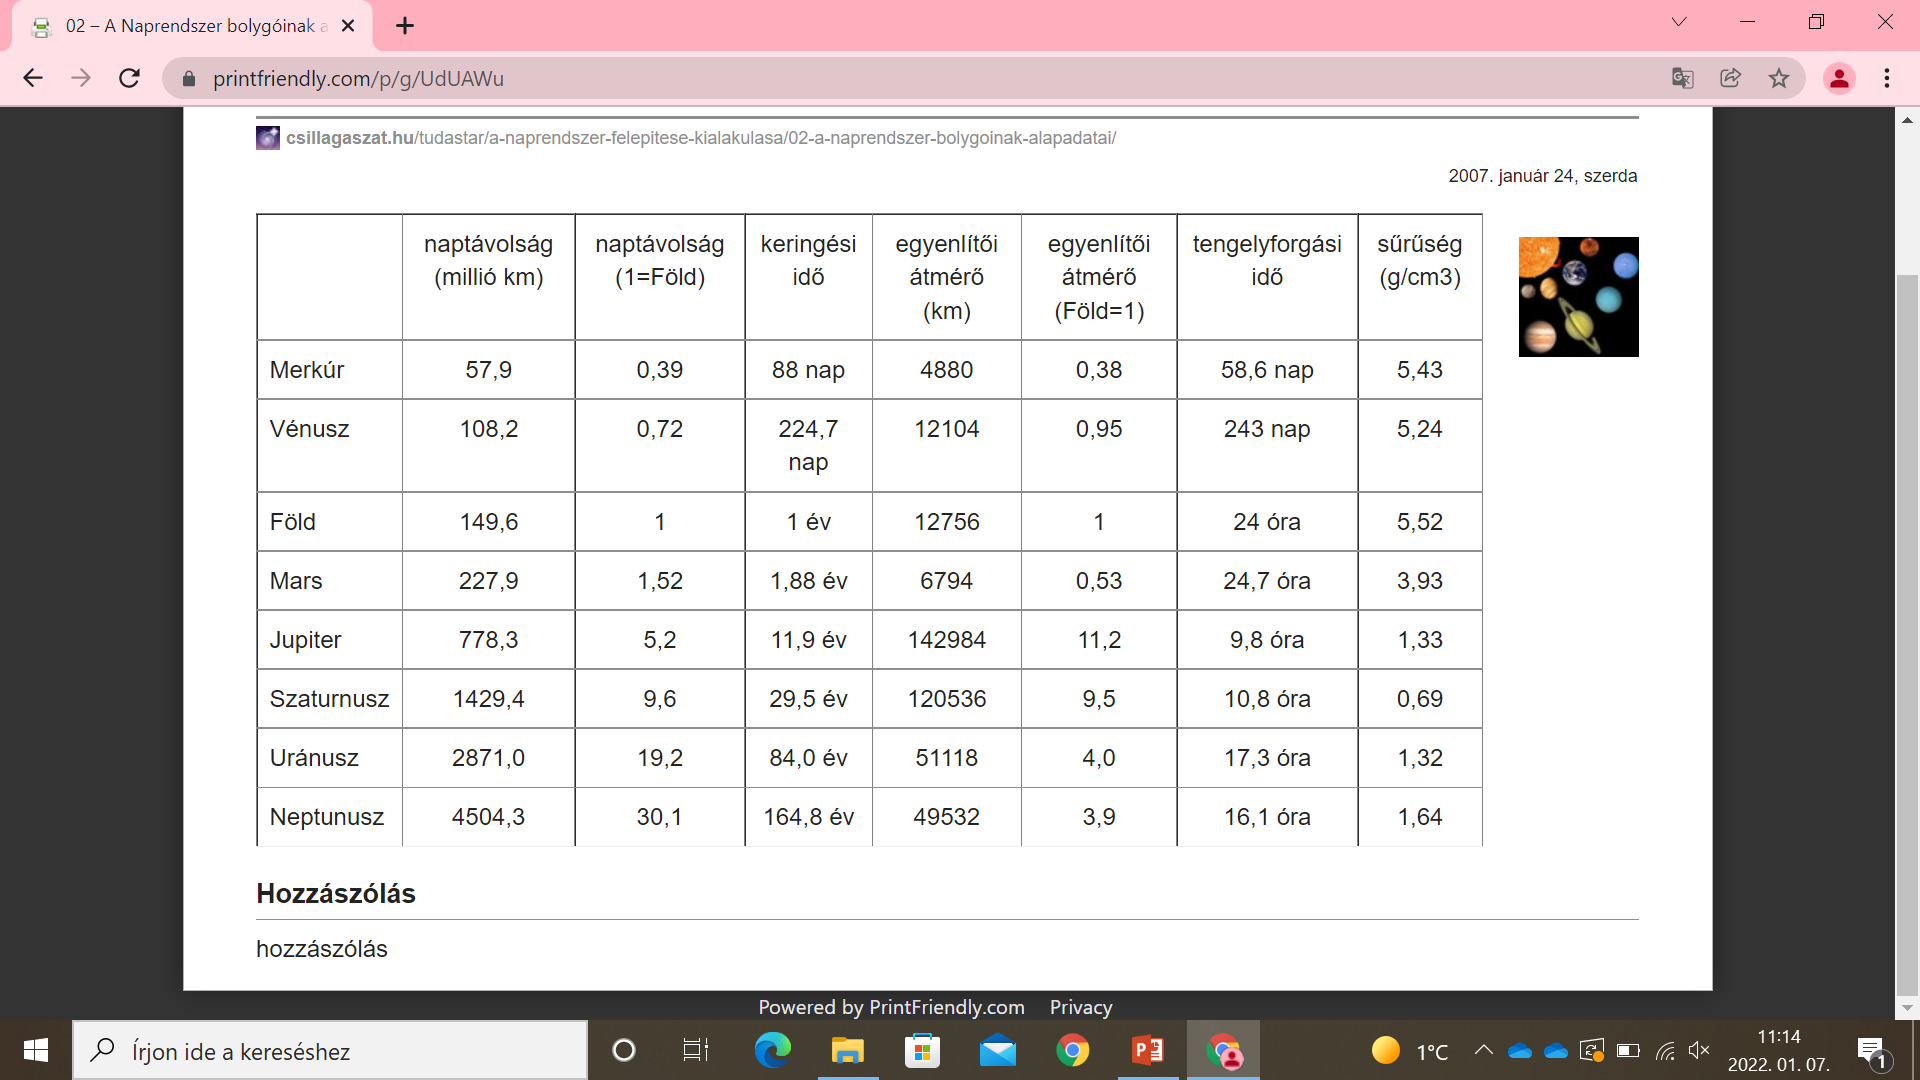 02 – A Naprendszer bolygóinak a
printfriendly.com/p/g/UdUAWu
csillagaszat.hu/tudastar/a-naprendszer-felepitese-kialakulasa/02-a-naprendszer-bolygoinak-alapadatai/
2007. január 24, szerda
naptávolság (millió km) naptávolság (1=Föld) keringési idő egyenlítői átmérő (km) egyenlítői átmérő (Föld=1) tengelyforgási idő sűrűség (g/cm3)
Merkúr 57,9 0,39 88 nap 4880 0,38 58,6 nap 5,43
Vénusz 108,2 0,72 224,7 nap 12104 0,95 243 nap 5,24
Föld 149,6 1 1 év 12756 1 24 óra 5,52
Mars 227,9 1,52 1,88 év 6794 0,53 24,7 óra 3,93
Jupiter 778,3 5,2 11,9 év 142984 11,2 9,8 óra 1,33
Szaturnusz 1429,4 9,6 29,5 év 120536 9,5 10,8 óra 0,69
Uránusz 2871,0 19,2 84,0 év 51118 4,0 17,3 óra 1,32
Neptunusz 4504,3 30,1 164,8 év 49532 3,9 16,1 óra 1,64
Hozzászólás
hozzászólás
Powered by PrintFriendly.com Privacy
Írjon ide a kereséshez
1°C
11:14
2022. 01. 07.
1